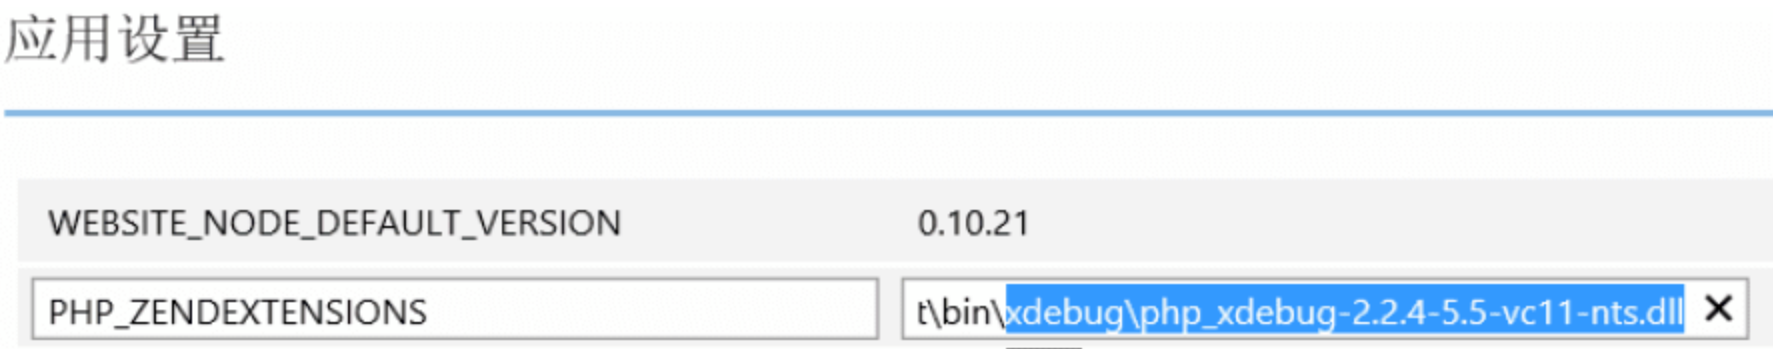 应用设置
WEBSITE_NODE_DEFAULT_VERSION 0.10.21
PHP_ZENDEXTENSIONS t\bin\xdebug\php_xdebug-2.2.4-5.5-vc11-nts.dll